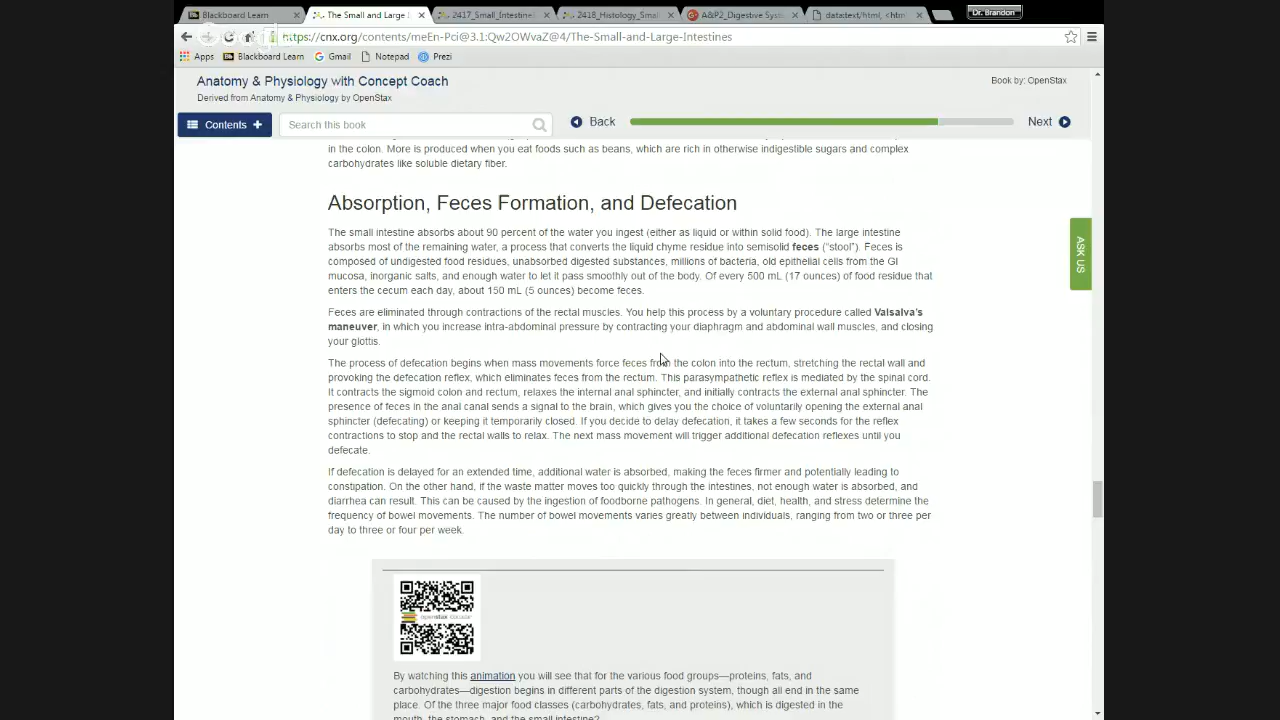 Blackboard Learn
The Small and Large I
2417_Small_Intestine
2418_Histology_Small
A&P2_Digestive Syst
data:text/html, <htm
Dr. Brandon
https://cnx.org/contents/meEn-Pci@3.1:Qw2OWvaZ@4/The-Small-and-Large-Intestines
Apps
Blackboard Learn
Gmail
Notepad
Prezi
Anatomy & Physiology with Concept Coach
Book by: OpenStax
Derived from Anatomy & Physiology by OpenStax
Contents +
Search this book
Back
Next
in the colon. More is produced when you eat foods such as beans, which are rich in otherwise indigestible sugars and complex
carbohydrates like soluble dietary fiber.
Absorption, Feces Formation, and Defecation
The small intestine absorbs about 90 percent of the water you ingest (either as liquid or within solid food). The large intestine
absorbs most of the remaining water, a process that converts the liquid chyme residue into semisolid feces (“stool”). Feces is
composed of undigested food residues, unabsorbed digested substances, millions of bacteria, old epithelial cells from the GI
mucosa, inorganic salts, and enough water to let it pass smoothly out of the body. Of every 500 mL (17 ounces) of food residue that
enters the cecum each day, about 150 mL (5 ounces) become feces.
Feces are eliminated through contractions of the rectal muscles. You help this process by a voluntary procedure called Valsalva’s
maneuver, in which you increase intra-abdominal pressure by contracting your diaphragm and abdominal wall muscles, and closing
your glottis.
The process of defecation begins when mass movements force feces from the colon into the rectum, stretching the rectal wall and
provoking the defecation reflex, which eliminates feces from the rectum. This parasympathetic reflex is mediated by the spinal cord.
It contracts the sigmoid colon and rectum, relaxes the internal anal sphincter, and initially contracts the external anal sphincter. The
presence of feces in the anal canal sends a signal to the brain, which gives you the choice of voluntarily opening the external anal
sphincter (defecating) or keeping it temporarily closed. If you decide to delay defecation, it takes a few seconds for the reflex
contractions to stop and the rectal walls to relax. The next mass movement will trigger additional defecation reflexes until you
defecate.
If defecation is delayed for an extended time, additional water is absorbed, making the feces firmer and potentially leading to
constipation. On the other hand, if the waste matter moves too quickly through the intestines, not enough water is absorbed, and
diarrhea can result. This can be caused by the ingestion of foodborne pathogens. In general, diet, health, and stress determine the
frequency of bowel movements. The number of bowel movements varies greatly between individuals, ranging from two or three per
day to three or four per week.
ASK US
openstax
By watching this animation you will see that for the various food groups—proteins, fats, and
carbohydrates—digestion begins in different parts of the digestion system, though all end in the same
place. Of the three major food classes (carbohydrates, fats, and proteins), which is digested in the
mouth, the stomach, and the small intestine?